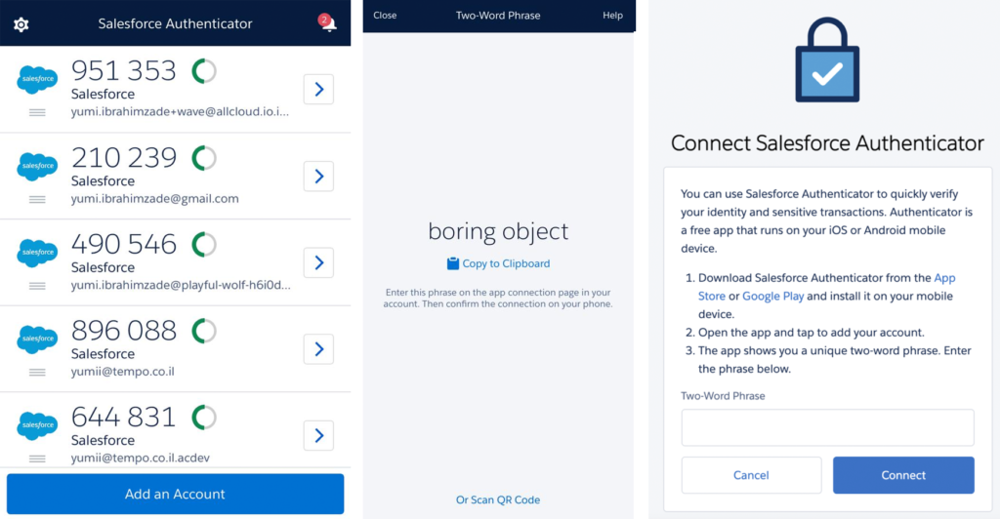 Salesforce Authenticator
2
salesforce
951 353
Salesforce
yumi.ibrahimzade+wave@allcloud.io.i...
salesforce
210 239
Salesforce
yumi.ibrahimzade@gmail.com
salesforce
490 546
Salesforce
yumi.ibrahimzade@playful-wolf-h6i0d...
salesforce
896 088
Salesforce
yumii@tempo.co.il
salesforce
644 831
Salesforce
yumii@tempo.co.il.acdev
Add an Account
Close
Two-Word Phrase
Help
boring object
Copy to Clipboard
Enter this phrase on the app connection page in your
account. Then confirm the connection on your phone.
Or Scan QR Code
Connect Salesforce Authenticator
You can use Salesforce Authenticator to quickly verify
your identity and sensitive transactions. Authenticator is
a free app that runs on your iOS or Android mobile
device.
1. Download Salesforce Authenticator from the App
Store or Google Play and install it on your mobile
device.
2. Open the app and tap to add your account.
3. The app shows you a unique two-word phrase. Enter
the phrase below.
Two-Word Phrase
Cancel
Connect